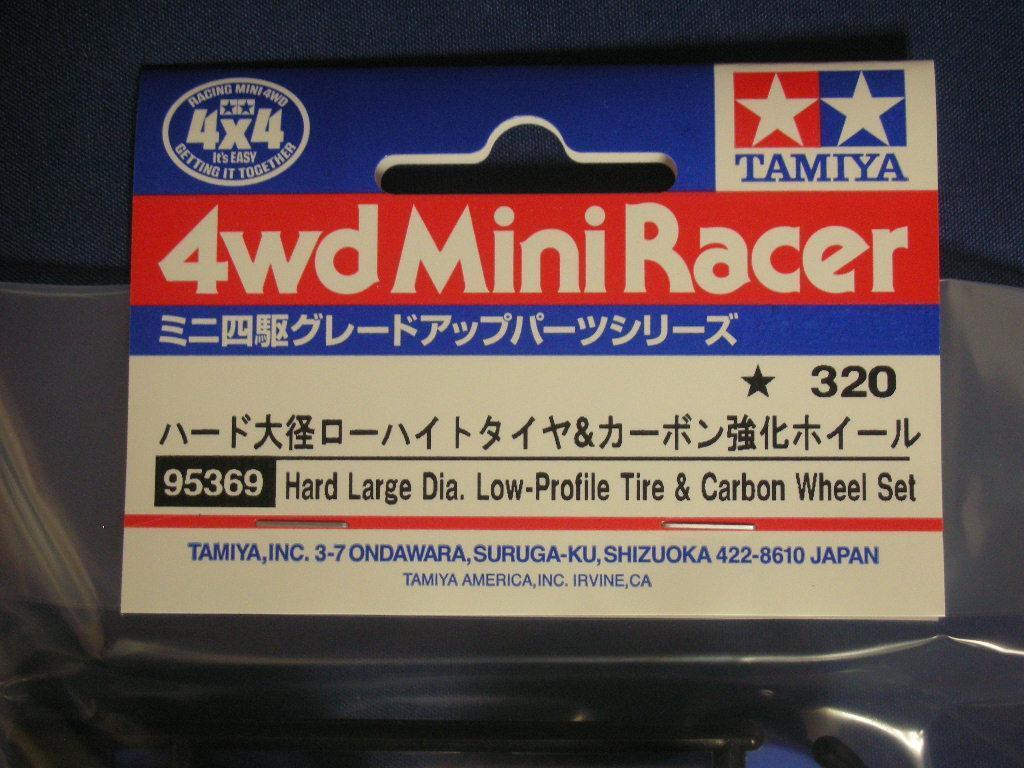 RACING MINI 4WD
4x4
It's EASY
GETTING IT TOGETHER
TAMIYA
4wd Mini Racer
ミニ四駆グレードアップパーツシリーズ
★ 320
ハード大径ローハイトタイヤ&カーボン強化ホイール
95369 Hard Large Dia. Low-Profile Tire & Carbon Wheel Set
TAMIYA,INC. 3-7 ONDAWARA,SURUGA-KU,SHIZUOKA 422-8610 JAPAN
TAMIYA AMERICA,INC. IRVINE,CA